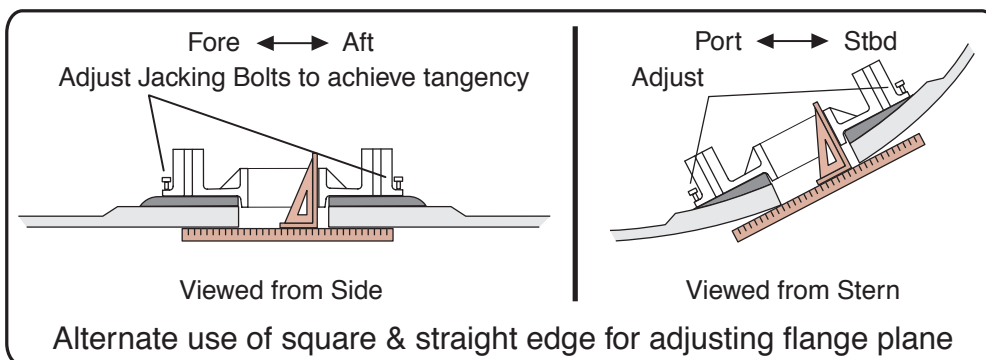 Fore ↔ Aft
Adjust Jacking Bolts to achieve tangency
Viewed from Side
Port ↔ Stbd
Adjust
Viewed from Stern
Alternate use of square & straight edge for adjusting flange plane